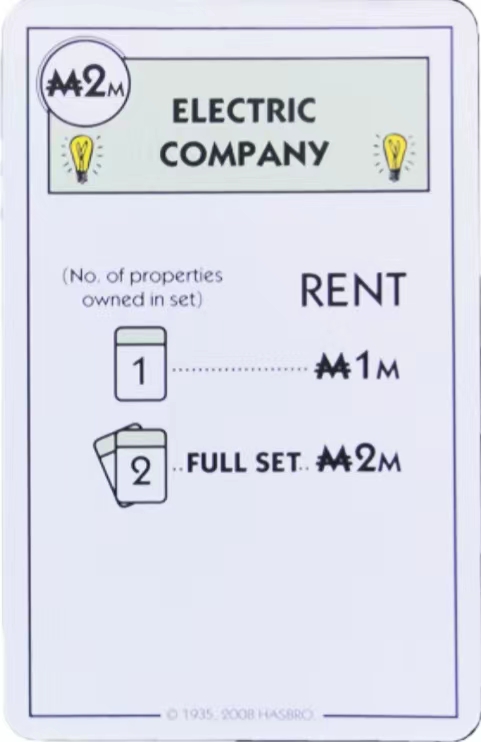 ₩2M
ELECTRIC
COMPANY
(No. of properties
owned in set)
RENT
1 ............ ₩1M
2 ..FULL SET.. ₩2M
© 1935, 2008 HASBRO.